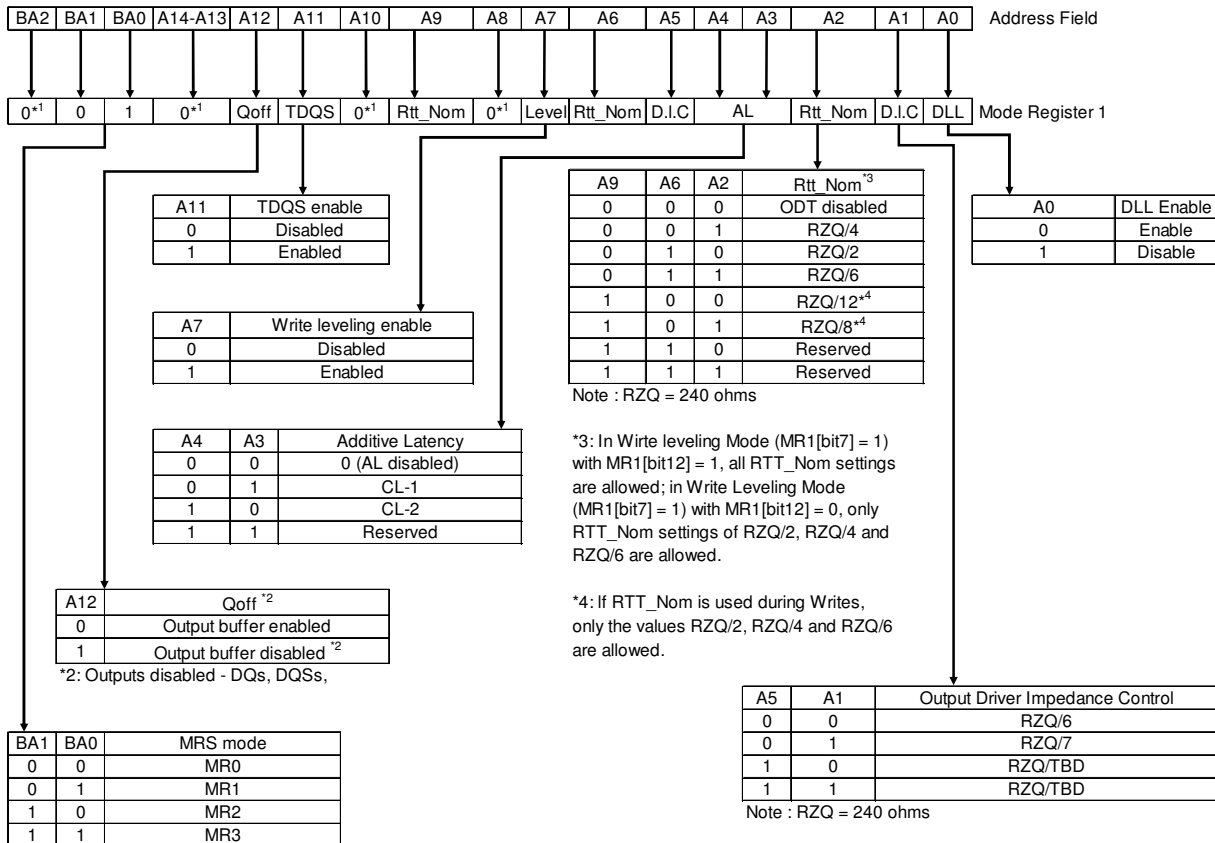 BA2 BA1 BA0 A14-A13 A12 A11 A10 A9 A8 A7 A6 A5 A4 A3 A2 A1 A0 Address Field
0*1 0 1 0*1 Qoff TDQS 0*1 Rtt_Nom 0*1 Level Rtt_Nom D.I.C AL Rtt_Nom D.I.C DLL Mode Register 1
A11 TDQS enable
0 Disabled
1 Enabled
A7 Write leveling enable
0 Disabled
1 Enabled
A4 A3 Additive Latency
0 0 0 (AL disabled)
0 1 CL-1
1 0 CL-2
1 1 Reserved
A12 Qoff *2
0 Output buffer enabled
1 Output buffer disabled *2
*2: Outputs disabled - DQs, DQSs,
BA1 BA0 MRS mode
0 0 MR0
0 1 MR1
1 0 MR2
1 1 MR3
A9 A6 A2 Rtt_Nom*3
0 0 0 ODT disabled
0 0 1 RZQ/4
0 1 0 RZQ/2
0 1 1 RZQ/6
1 0 0 RZQ/12*4
1 0 1 RZQ/8*4
1 1 0 Reserved
1 1 1 Reserved
Note : RZQ = 240 ohms
*3: In Wirte leveling Mode (MR1[bit7] = 1)
with MR1[bit12] = 1, all RTT_Nom settings
are allowed; in Write Leveling Mode
(MR1[bit7] = 1) with MR1[bit12] = 0, only
RTT_Nom settings of RZQ/2, RZQ/4 and
RZQ/6 are allowed.
*4: If RTT_Nom is used during Writes,
only the values RZQ/2, RZQ/4 and RZQ/6
are allowed.
A0 DLL Enable
0 Enable
1 Disable
A5 A1 Output Driver Impedance Control
0 0 RZQ/6
0 1 RZQ/7
1 0 RZQ/TBD
1 1 RZQ/TBD
Note : RZQ = 240 ohms